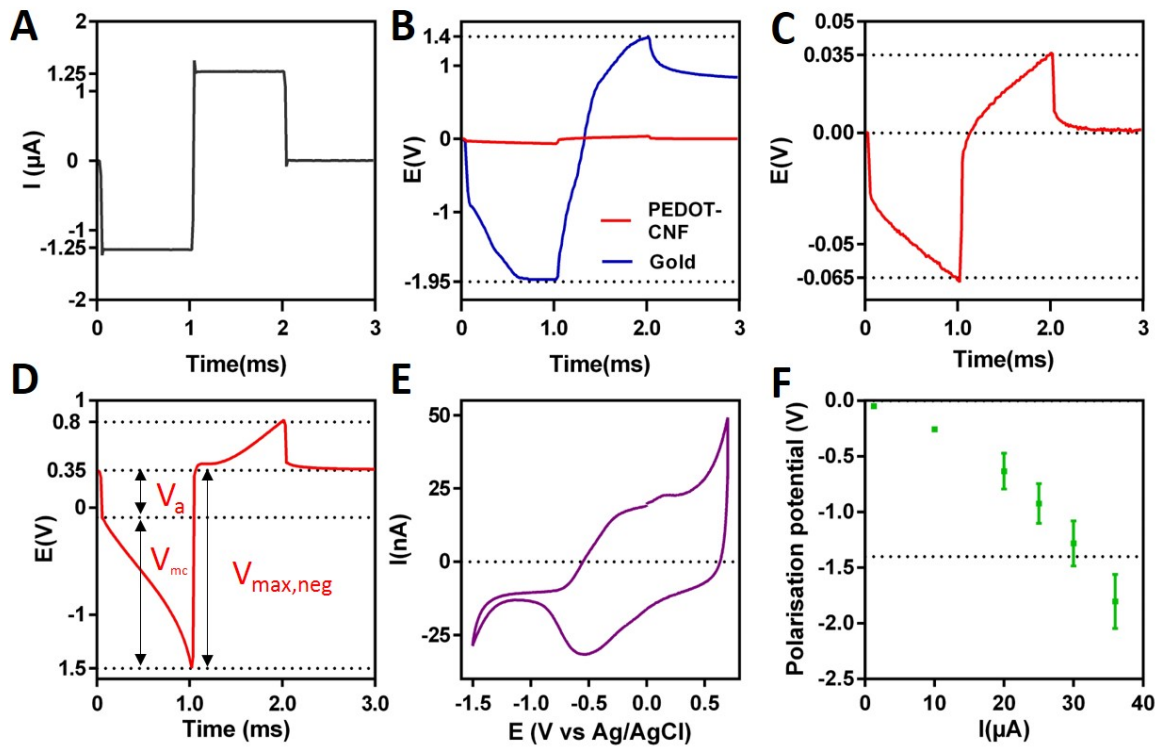 A
2
1.25
1
0
-1
-1.25
-2
I (µA)
0 1 2 3
Time(ms)
B
1.4
1
0
-1
-1.95
E(V)
PEDOT-
CNF
Gold
0 1.0 2.0 3
Time(ms)
C
0.05
0.035
0.00
-0.05
-0.065
E(V)
0 1.0 2.0 3
Time(ms)
D
1
0.8
0.35
0
-1
1.5
E(V)
Va
Vmc
Vmax,neg
0 1.0 2.0 3
Time (ms)
E
50
25
0
-25
I(nA)
-1.5 -1.0 -0.5 0.0 0.5
E (V vs Ag/AgCl)
F
0.0
-0.5
-1.0
-1.5
-2.0
-2.5
Polarisation potential (V)
0 10 20 30 40
I(µA)